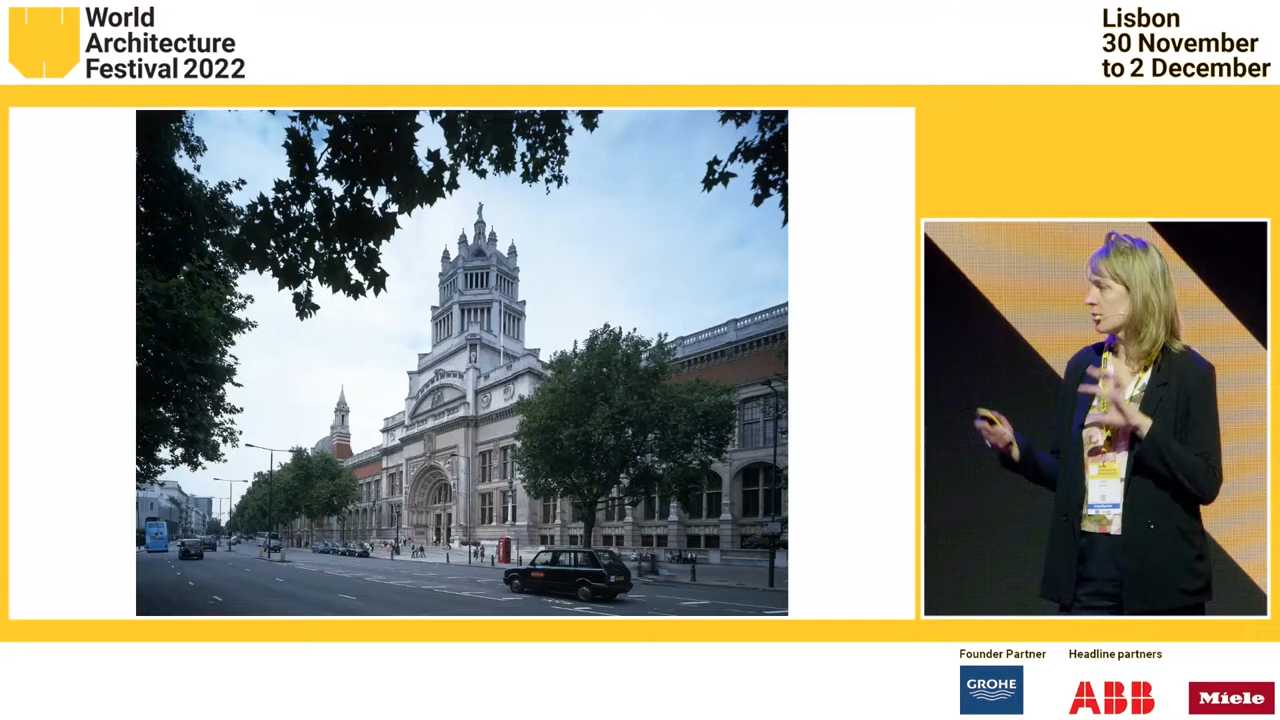 World
Architecture
Festival 2022
Lisbon
30 November
to 2 December
Founder Partner
Headline partners
GROHE
ABB
Miele